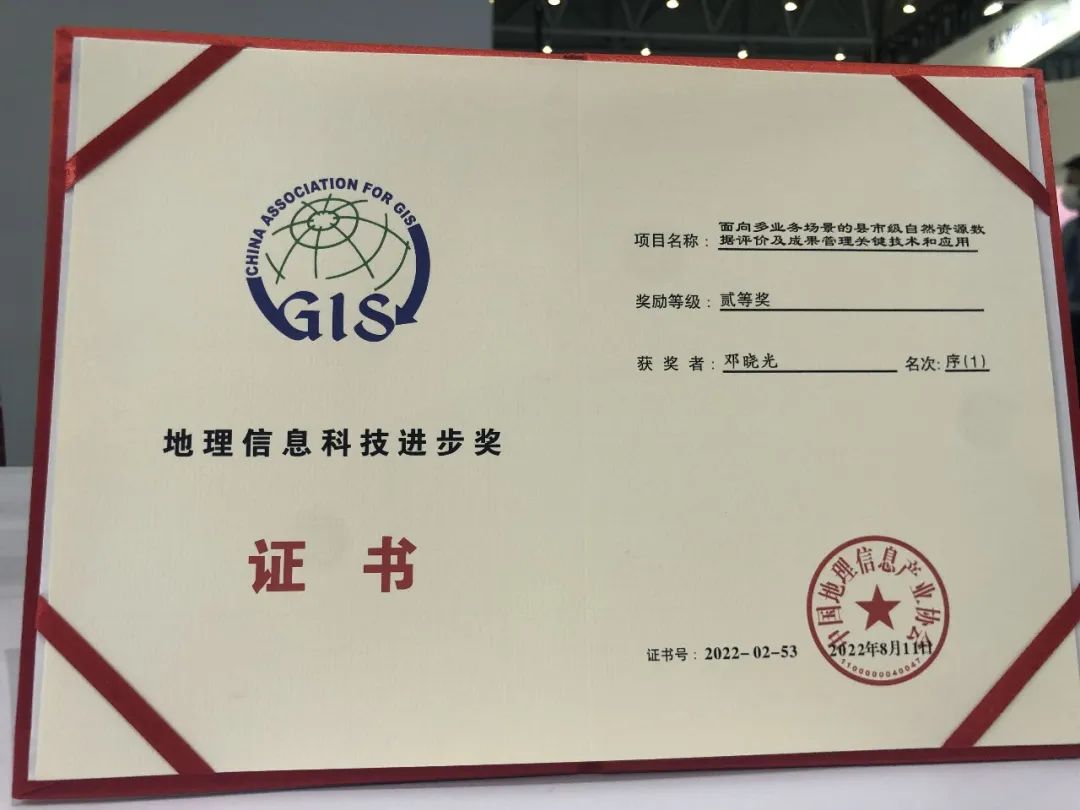 CHINA ASSOCIATION FOR GIS
GIS
地理信息科技进步奖
证书
项目名称：面向多业务场景的县市级自然资源数
据评价及成果管理关键技术和应用
奖励等级：贰等奖
获奖者：邓晓光 名次:序(1)
中国地理信息产业协会
证书号：2022-02-53 2022年8月11日
1100000040047